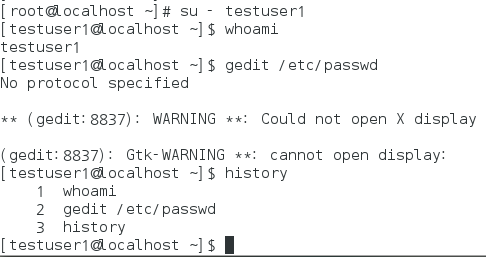 [root@localhost ~]# su - testuser1
[testuser1@localhost ~]$ whoami
testuser1
[testuser1@localhost ~]$ gedit /etc/passwd
No protocol specified
** (gedit:8837): WARNING **: Could not open X display
(gedit:8837): Gtk-WARNING **: cannot open display:
[testuser1@localhost ~]$ history
1 whoami
2 gedit /etc/passwd
3 history
[testuser1@localhost ~]$